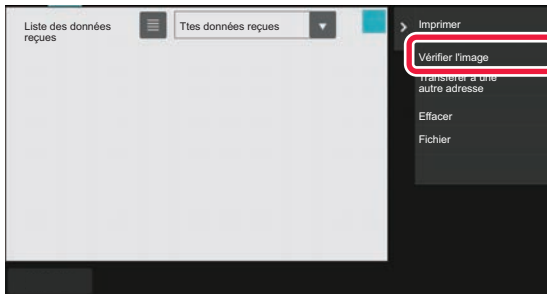 Liste des données
reçues
Ttes données reçues
Imprimer
Vérifier l'image
Transférer à une
autre adresse
Effacer
Fichier